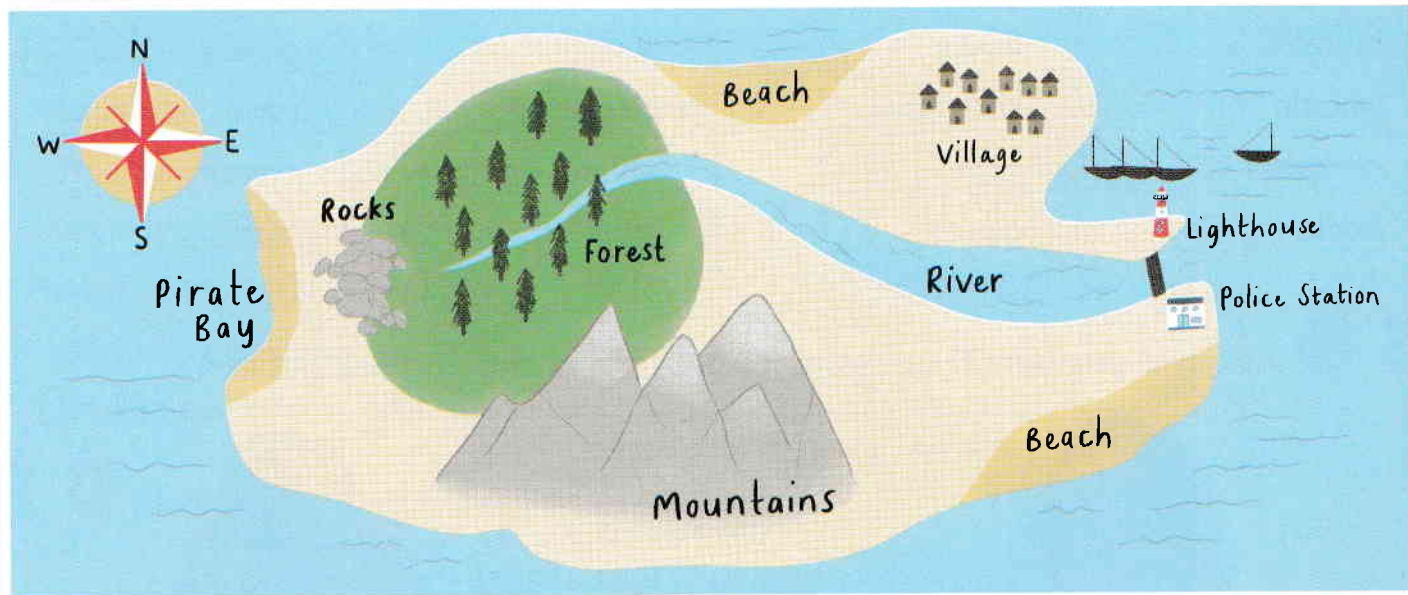 N
W
E
S
Beach
Village
Rocks
Lighthouse
Forest
Pirate
Bay
River
Police Station
Beach
Mountains